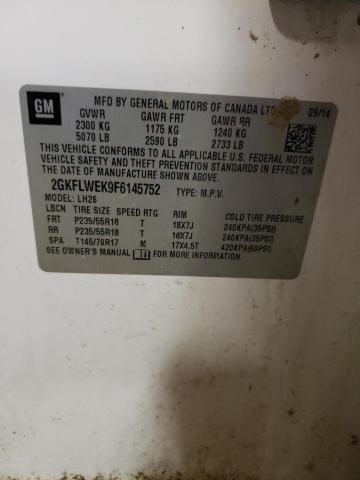 GM
MFD BY GENERAL MOTORS OF CANADA LTD
GVWR GAWR FRT GAWR RR 09/14
2300 KG 1175 KG 1240 KG
5070 LB 2590 LB 2733 LB
THIS VEHICLE CONFORMS TO ALL APPLICABLE U.S. FEDERAL MOTOR
VEHICLE SAFETY AND THEFT PREVENTION STANDARDS IN EFFECT ON
THE DATE OF MANUFACTURE SHOWN ABOVE.
2GKFLWEK9F6145752 TYPE: M.P.V.
MODEL: LH26
LBCN TIRE SIZE SPEED RTG RIM COLD TIRE PRESSURE
FRT P235/55R18 T 18X7J 240KPA(35PSI)
RR P235/55R18 T 18X7J 240KPA(35PSI)
SPA T145/70R17 M 17X4.5T 420KPA(60PSI)
SEE OWNER'S MANUAL FOR MORE INFORMATION.